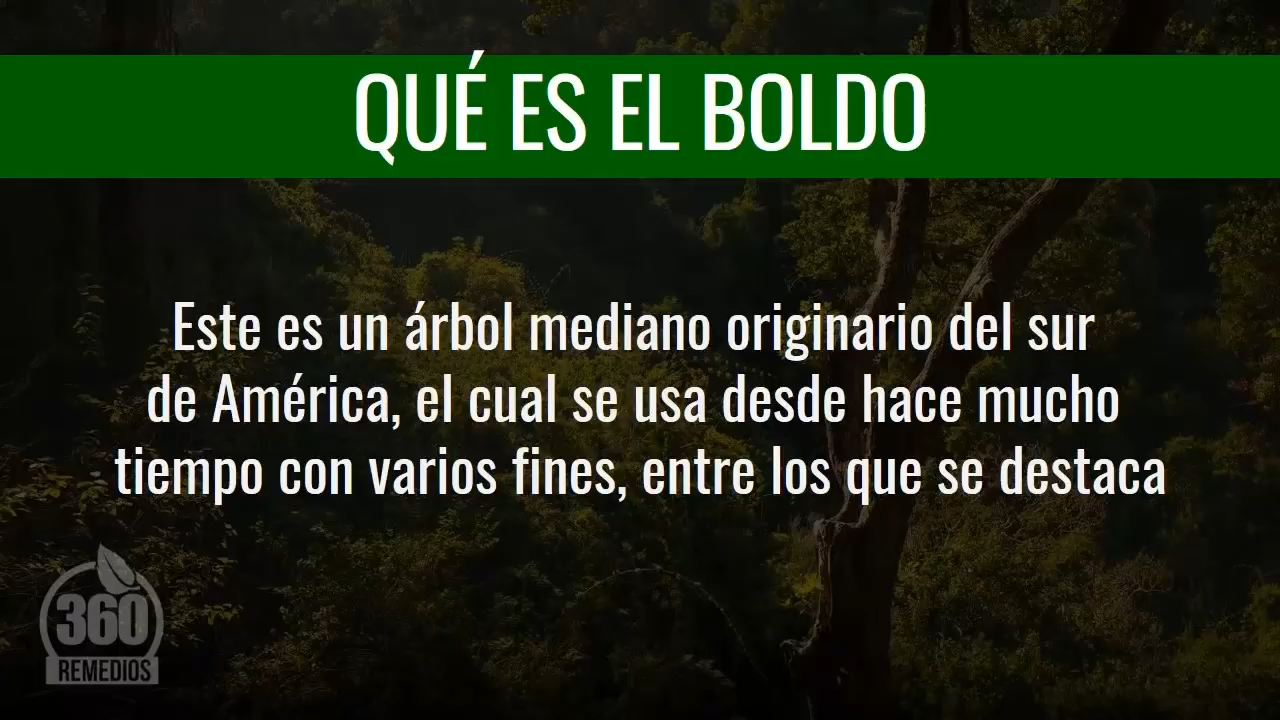 QUÉ ES EL BOLDO
Este es un árbol mediano originario del sur
de América, el cual se usa desde hace mucho
tiempo con varios fines, entre los que se destaca
360
REMEDIOS